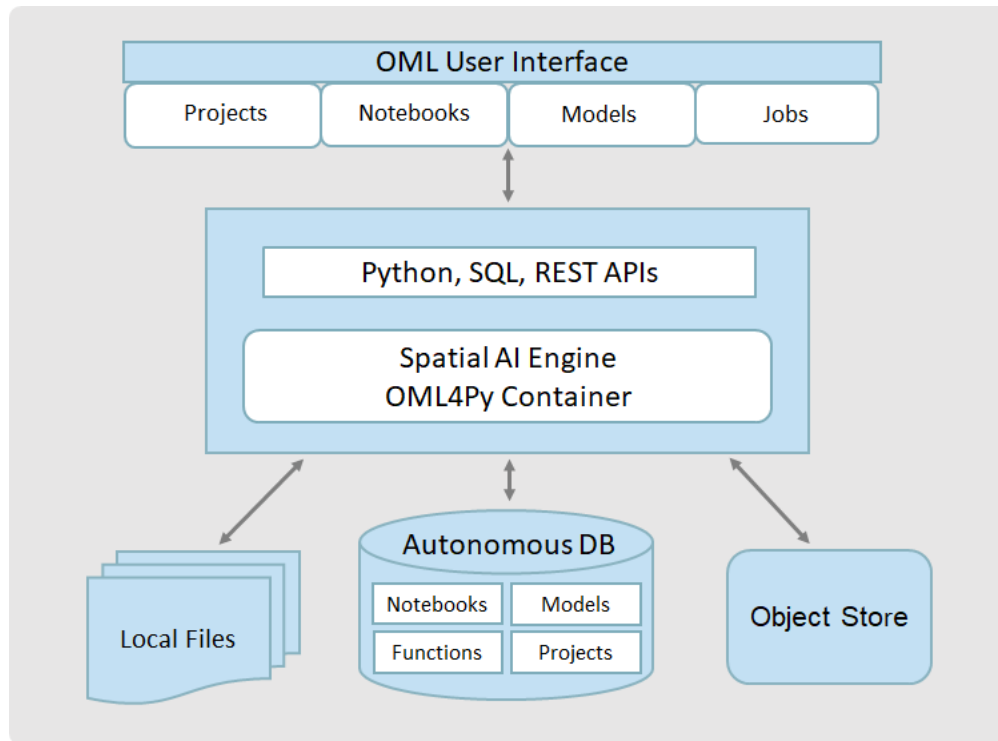 OML User Interface
Projects
Notebooks
Models
Jobs
Python, SQL, REST APIs
Spatial AI Engine
OML4Py Container
Local Files
Autonomous DB
Notebooks
Models
Functions
Projects
Object Store